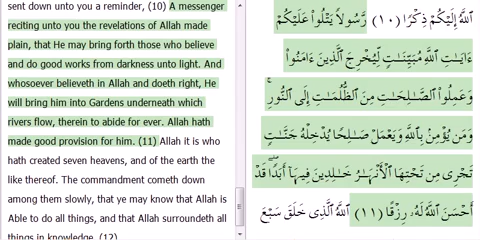 sent down unto you a reminder, (10) A messenger
reciting unto you the revelations of Allah made
plain, that He may bring forth those who believe
and do good works from darkness unto light. And
whosoever believeth in Allah and doeth right, He
will bring him into Gardens underneath which
rivers flow, therein to abide for ever. Allah hath
made good provision for him. (11) Allah it is who
hath created seven heavens, and of the earth the
like thereof. The commandment cometh down
among them slowly, that ye may know that Allah is
Able to do all things, and that Allah surroundeth all
things in knowledge. (12)
ٱللَّهُ إِلَيْكُمْ ذِكْرًا (١٠) رَّسُولاً يَتْلُوا۟ عَلَيْكُمْ
ءَايَـٰتِ ٱللَّهِ مُبَيِّنَـٰتٍ لِّيُخْرِجَ ٱلَّذِينَ ءَامَنُوا۟
وَعَمِلُوا۟ ٱلصَّـٰلِحَـٰتِ مِنَ ٱلظُّلُمَـٰتِ إِلَى ٱلنُّورِ‌ۚ
وَمَن يُؤْمِنۢ بِٱللَّهِ وَيَعْمَلْ صَـٰلِحًا يُدْخِلْهُ جَنَّـٰتٍ
تَجْرِى مِن تَحْتِهَا ٱلْأَنْهَـٰرُ خَـٰلِدِينَ فِيهَآ أَبَدًا‌ۖ قَدْ
أَحْسَنَ ٱللَّهُ لَهُۥ رِزْقًا (١١) ٱللَّهُ ٱلَّذِى خَلَقَ سَبْعَ